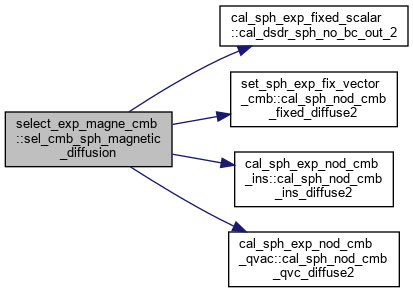 select_exp_magne_cmb
::sel_cmb_sph_magnetic
_diffusion
cal_sph_exp_fixed_scalar
::cal_dsdr_sph_no_bc_out_2
set_sph_exp_fix_vector
_cmb::cal_sph_nod_cmb
_fixed_diffuse2
cal_sph_exp_nod_cmb
_ins::cal_sph_nod_cmb
_ins_diffuse2
cal_sph_exp_nod_cmb
_qvac::cal_sph_nod_cmb
_qvc_diffuse2